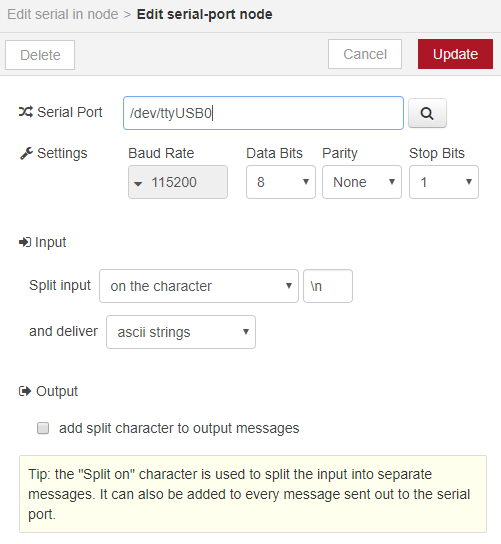 Edit serial in node > Edit serial-port node
Delete Cancel Update
Serial Port /dev/ttyUSB0
Settings Baud Rate Data Bits Parity Stop Bits
115200 8 None 1
Input
Split input on the character \n
and deliver ascii strings
Output
add split character to output messages
Tip: the "Split on" character is used to split the input into separate
messages. It can also be added to every message sent out to the serial
port.